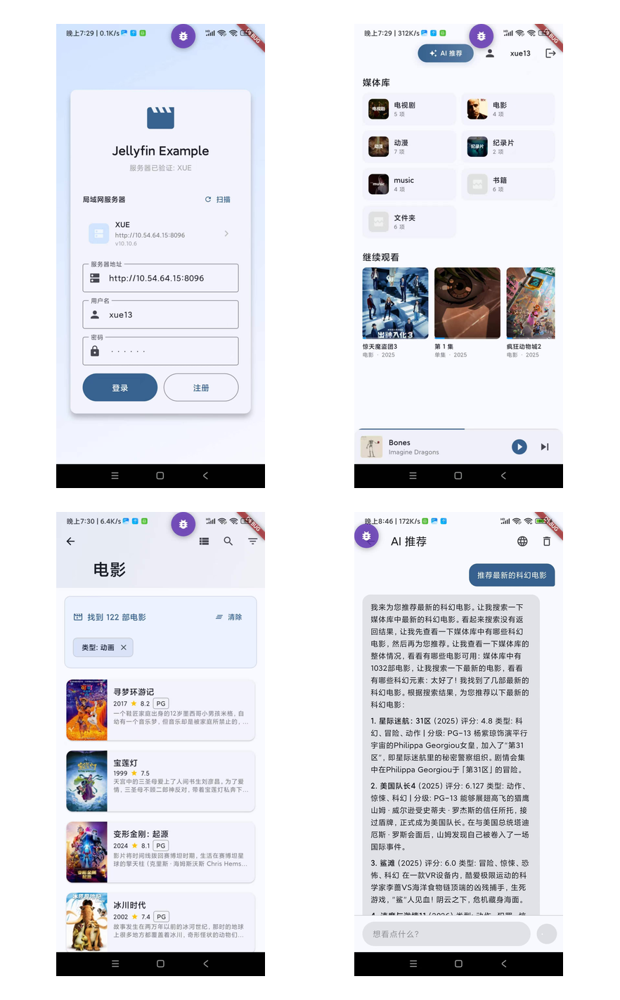 晚上7:29 | 0.1K/s
DEBUG
Jellyfin Example
服务器已验证: XUE
局域网服务器
扫描
XUE
http://10.54.64.15:8096
v10.10.6
服务器地址
http://10.54.64.15:8096
用户名
xue13
密码
······
登录
注册
晚上7:29 | 312K/s
DEBUG
AI 推荐
xue13
媒体库
电视剧
电视剧
5 项
电影
4 项
动漫
动漫
7 项
纪录片
纪录片
2 项
music
music
4 项
书籍
6 项
文件夹
6 项
继续观看
出神入化3
惊天魔盗团3
电影 · 2025
第 1 集
单集 · 2025
疯狂动物城2
电影 · 2025
Bones
Imagine Dragons
晚上7:30 | 6.4K/s
DEBUG
电影
找到 122 部电影
清除
类型: 动画
寻梦环游记
2017 8.2 PG
一个鞋匠家庭出身的12岁墨西哥小男孩米格，自
幼有一个音乐梦，但音乐却是被家庭所禁止的，…
宝莲灯
1999 7.5
天宫中的三圣母爱上了人间书生刘彦昌。为了爱
情，三圣母不顾二郎神反对，带着宝莲灯私奔下…
变形金刚：起源
变形金刚
起源
2024 8.1 PG
影片将时间线拨回赛博坦时期，生活在赛博坦星
球的擎天柱（克里斯·海姆斯沃斯 Chris Hems…
冰川时代
2002 7.4 PG
故事发生在两万年以前的冰河世纪，那时的地球
上很多地方都覆盖着冰川，奇形怪状的动物们…
晚上8:46 | 172K/s
DEBUG
AI 推荐
推荐最新的科幻电影
我来为您推荐最新的科幻电影。让我搜索一下
媒体库中最新的科幻电影。看起来搜索没有返
回结果，让我先查看一下媒体库中有哪些科幻
电影，然后再为您推荐。让我查看一下媒体库的
整体情况，看看有哪些电影可用：媒体库中有
1032部电影，让我搜索一下最新的电影，看看
有哪些科幻元素：太好了！我找到了几部最新的
科幻电影。根据搜索结果，为您推荐以下最新的
科幻电影：
1. 星际迷航：31区 (2025) 评分: 4.8 类型: 科
幻、冒险、动作 | 分级: PG-13 杨紫琼饰演平行
宇宙的Philippa Georgiou女皇，加入了“第31
区”，即星际迷航里的秘密警察组织。剧情会集
中在Philippa Georgiou于「第31区」的冒险。
2. 美国队长4 (2025) 评分: 6.127 类型: 动作、
惊悚、科幻 | 分级: PG-13 能够展翅高飞的猎鹰
山姆·威尔逊受史蒂夫·罗杰斯的信任所托，接
过盾牌，正式成为美国队长。在与美国总统塔迪
厄斯·罗斯会面后，山姆发现自己被卷入了一场
国际事件。
3. 鲨滩 (2025) 评分: 6.0 类型: 冒险、惊悚、恐
怖、科幻 在一款VR设备内，酷爱极限运动的科
学家李蔷VS海洋食物链顶端的凶残捕手，生死
游戏，“鲨”人见血！阴云之下，危机藏身海面。
想看点什么?